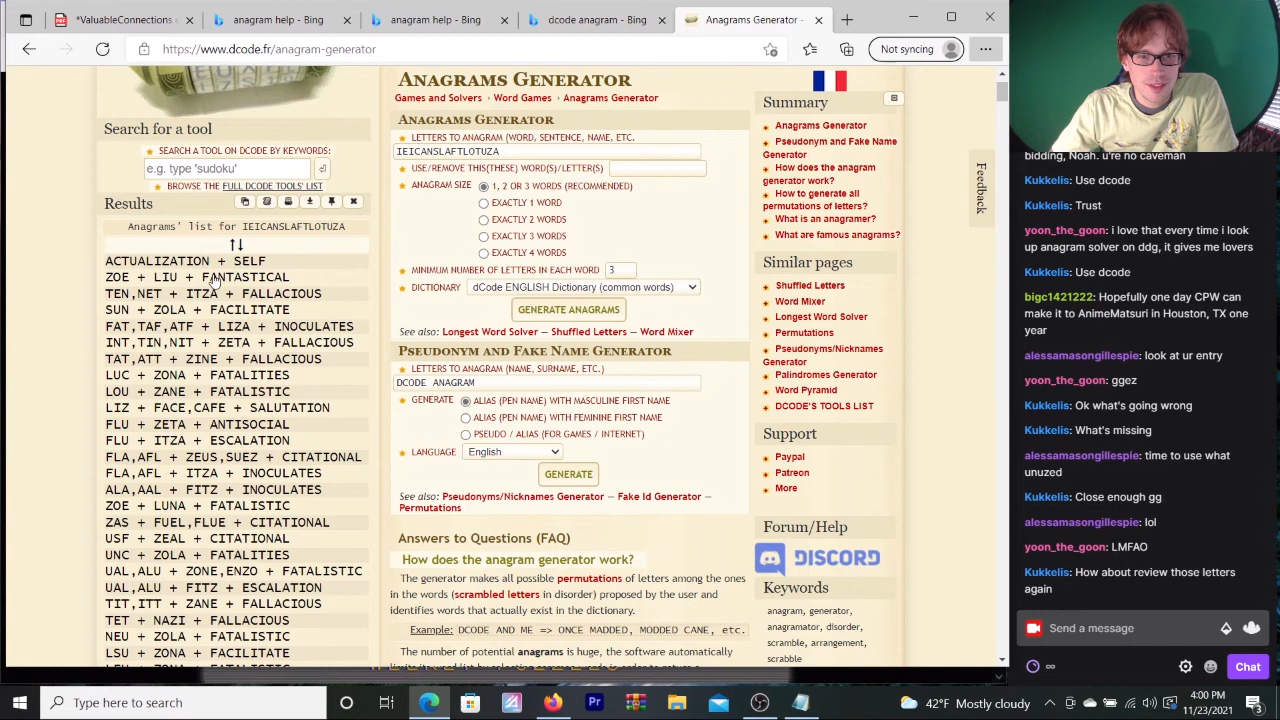 *ValuableConnections
anagram help - Bing
dcode anagram - Bing
Anagrams Generator -
https://www.dcode.fr/anagram-generator
Not syncing
Search for a tool
SEARCH A TOOL ON DCODE BY KEYWORDS:
e.g. type 'sudoku'
BROWSE THE FULL DCODE TOOLS' LIST
Results
Anagrams' list for IEICANSLAFTLOTUZA
ACTUALIZATION + SELF
ZOE + LIU + FANTASTICAL
TEN,NET + ITZA + FALLACIOUS
SUN + ZOLA + FACILITATE
FAT,TAF,ATF + LIZA + INOCULATES
INT,TIN,NIT + ZETA + FALLACIOUS
TAT,ATT + ZINE + FALLACIOUS
LUC + ZONA + FATALITIES
LOU + ZANE + FATALISTIC
LIZ + FACE,CAFE + SALUTATION
FLU + ZETA + ANTISOCIAL
FLU + ITZA + ESCALATION
FLA,AFL + ZEUS,SUEZ + CITATIONAL
FLA,AFL + ITZA + INOCULATES
ALA,AAL + FITZ + INOCULATES
ZOE + LUNA + FATALISTIC
ZAS + FUEL,FLUE + CITATIONAL
USF + ZEAL + CITATIONAL
UNC + ZOLA + FATALITIES
UAL,ALU + ZONE,ENZO + FATALISTIC
UAL,ALU + FITZ + ESCALATION
TIT,ITT + ZANE + FALLACIOUS
TET + NAZI + FALLACIOUS
NEU + ZOLA + FATALISTIC
LSU + ZOLA + FACILITATE
ANAGRAMS GENERATOR
Games and Solvers › Word Games › Anagrams Generator
ANAGRAMS GENERATOR
LETTERS TO ANAGRAM (WORD, SENTENCE, NAME, ETC.
IEICANSLAFTLOTUZA
USE/REMOVE THIS(THESE) WORD(S)/LETTER(S)
ANAGRAM SIZE
1, 2 OR 3 WORDS (RECOMMENDED)
EXACTLY 1 WORD
EXACTLY 2 WORDS
EXACTLY 3 WORDS
EXACTLY 4 WORDS
MINIMUM NUMBER OF LETTERS IN EACH WORD 3
DICTIONARY dCode ENGLISH Dictionary (common words)
GENERATE ANAGRAMS
See also: Longest Word Solver — Shuffled Letters — Word Mixer
PSEUDONYM AND FAKE NAME GENERATOR
LETTERS TO ANAGRAM (NAME, SURNAME, ETC.)
DCODE ANAGRAM
GENERATE
ALIAS (PEN NAME) WITH MASCULINE FIRST NAME
ALIAS (PEN NAME) WITH FEMININE FIRST NAME
PSEUDO / ALIAS (FOR GAMES / INTERNET)
LANGUAGE English
GENERATE
See also: Pseudonyms/Nicknames Generator — Fake Id Generator —
Permutations
Answers to Questions (FAQ)
How does the anagram generator work?
The generator makes all possible permutations of letters among the ones
in the words (scrambled letters in disorder) proposed by the user and
identifies words that actually exist in the dictionary.
Example: DCODE AND ME => ONCE MADDED, MODDED CANE, etc.
The number of potential anagrams is huge, the software automatically
Summary
Anagrams Generator
Pseudonym and Fake Name
Generator
How does the anagram
generator work?
How to generate all
permutations of letters?
What is an anagramer?
What are famous anagrams?
Similar pages
Shuffled Letters
Word Mixer
Longest Word Solver
Permutations
Pseudonyms/Nicknames
Generator
Palindromes Generator
Word Pyramid
DCODE'S TOOLS LIST
Support
Paypal
Patreon
More
Forum/Help
DISCORD
Keywords
anagram, generator,
anagramator, disorder,
scramble, arrangement,
scrabble
Feedback
bidding, Noah. u're no caveman
Kukkelis: Use dcode
Kukkelis: Trust
yoon_the_goon: i love that every time i look
up anagram solver on ddg, it gives me lovers
Kukkelis: Use dcode
bigc1421222: Hopefully one day CPW can
make it to AnimeMatsuri in Houston, TX one
year
alessamasongillespie: look at ur entry
yoon_the_goon: ggez
Kukkelis: Ok what's going wrong
Kukkelis: What's missing
alessamasongillespie: time to use what
unuzed
Kukkelis: Close enough gg
alessamasongillespie: lol
yoon_the_goon: LMFAO
Kukkelis: How about review those letters
again
Send a message
∞
Chat
Type here to search
Pr
42°F Mostly cloudy
4:00 PM
11/23/2021
3